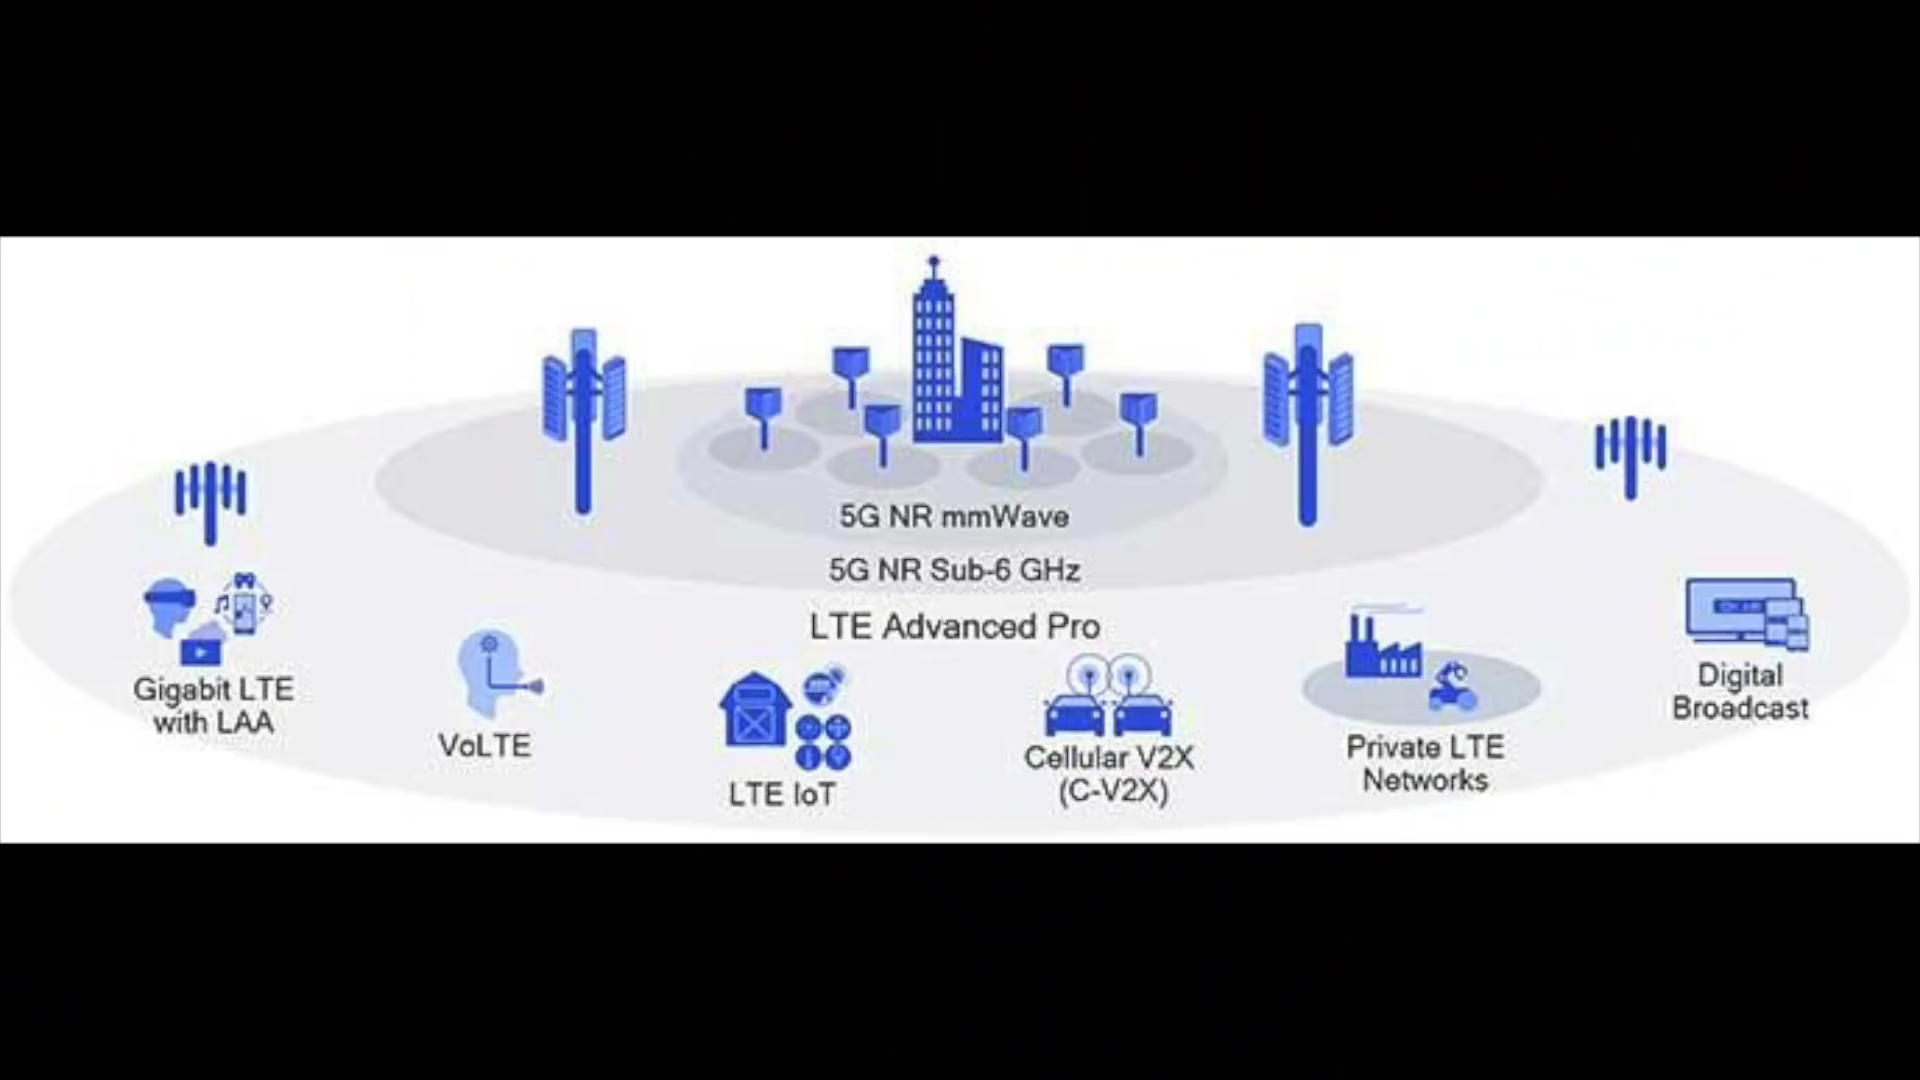 5G NR mmWave
5G NR Sub-6 GHz
LTE Advanced Pro
Gigabit LTE
with LAA
VoLTE
LTE IoT
Cellular V2X
(C-V2X)
Private LTE
Networks
Digital
Broadcast